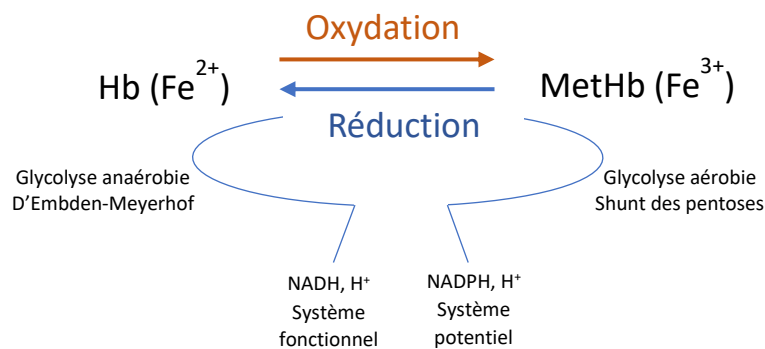 Oxydation
Hb (Fe²⁺)
MetHb (Fe³⁺)
Réduction
Glycolyse anaérobie
D’Embden-Meyerhof
Glycolyse aérobie
Shunt des pentoses
NADH, H⁺
Système
fonctionnel
NADPH, H⁺
Système
potentiel